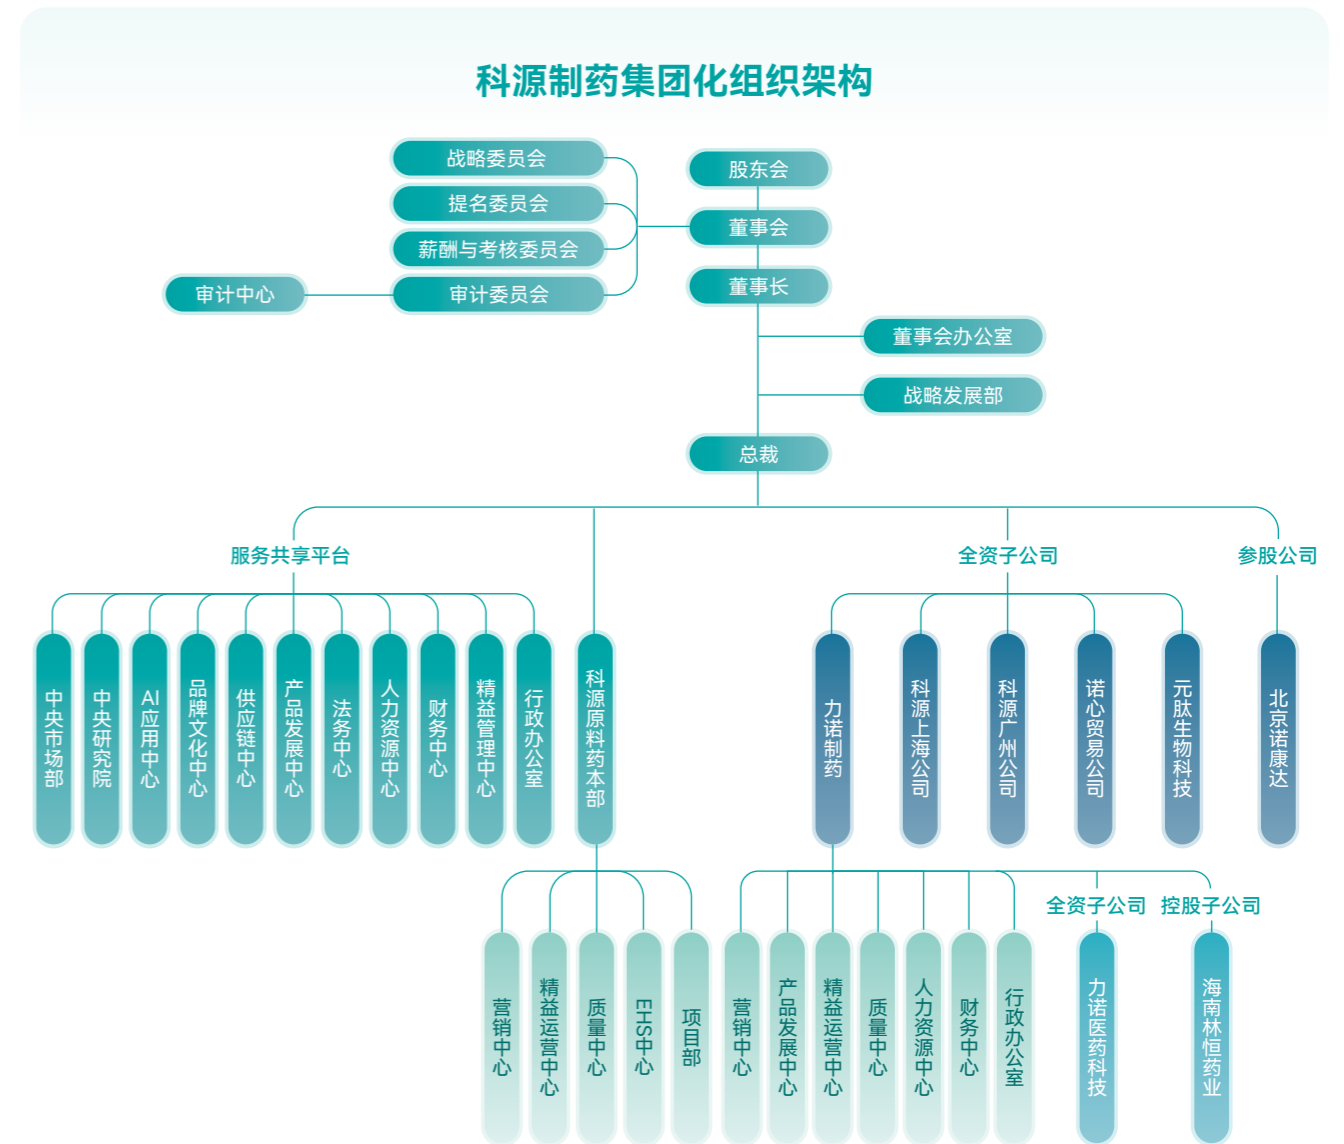 科源制药集团化组织架构
战略委员会
股东会
提名委员会
董事会
薪酬与考核委员会
董事长
审计中心
审计委员会
董事会办公室
战略发展部
总裁
服务共享平台
全资子公司
参股公司
中央市场部
中央研究院
AI应用中心
品牌文化中心
供应链中心
产品发展中心
法务中心
人力资源中心
财务中心
精益管理中心
行政办公室
科源原料药本部
力诺制药
科源上海公司
科源广州公司
诺心贸易公司
元肽生物科技
北京诺康达
全资子公司
控股子公司
营销中心
精益运营中心
质量中心
EHS中心
项目部
营销中心
产品发展中心
精益运营中心
质量中心
人力资源中心
财务中心
行政办公室
力诺医药科技
海南林恒药业